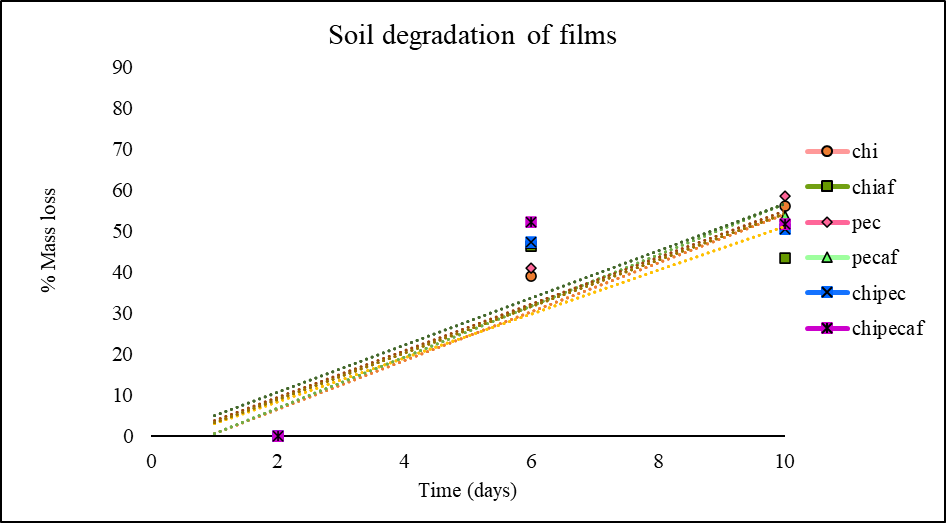 Soil degradation of films
90
80
70
60
50
40
30
20
10
0
% Mass loss
0 2 4 6 8 10
Time (days)
chi
chiaf
pec
pecaf
chipec
chipecaf